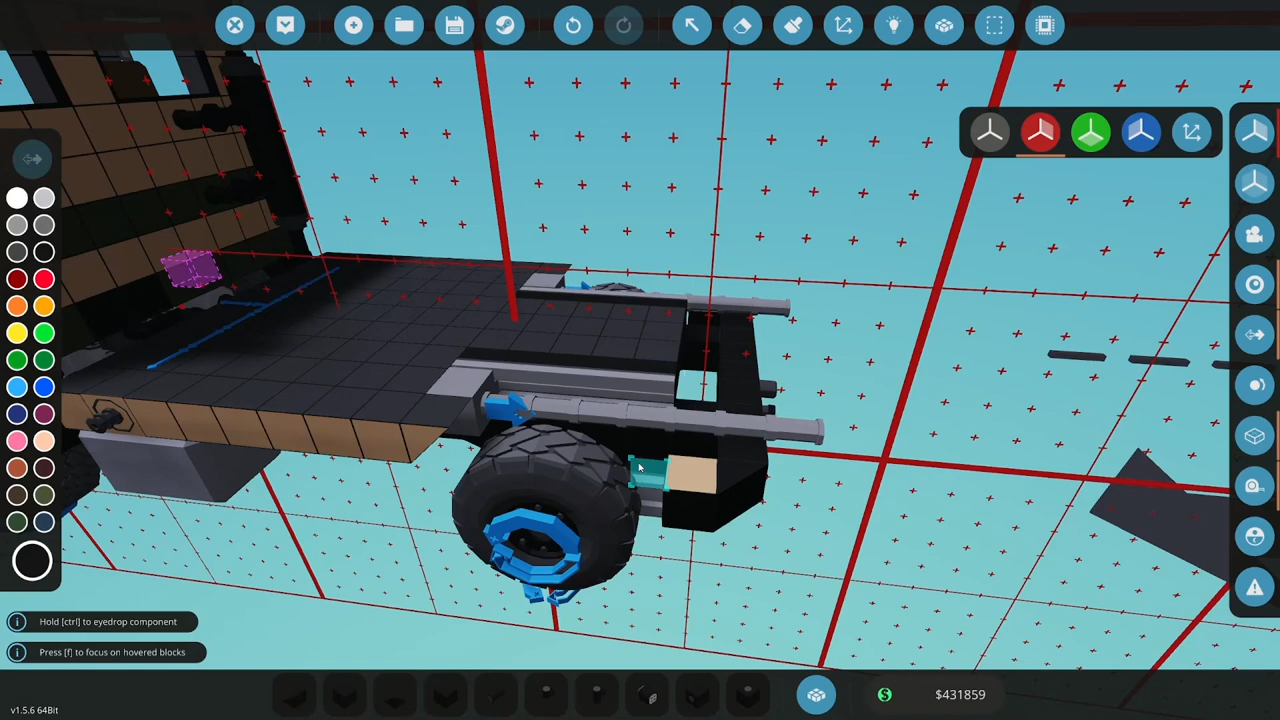 Hold [ctrl] to eyedrop component
Press [f] to focus on hovered blocks
$431859
v1.5.6 64Bit